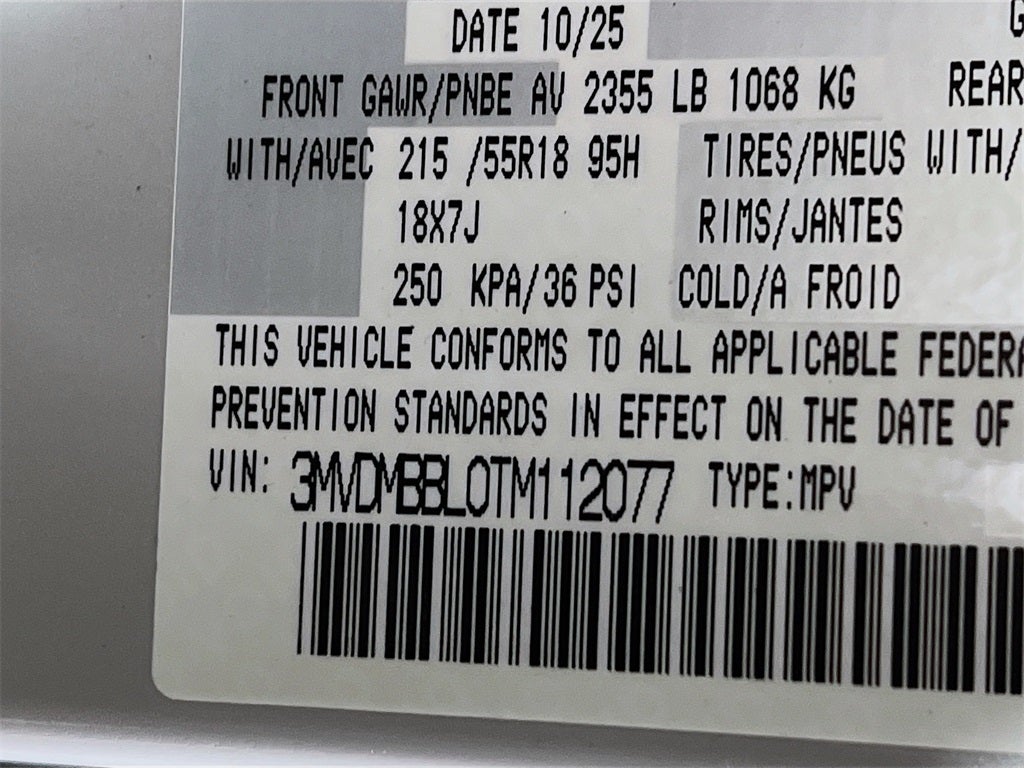 DATE 10/25 G
FRONT GAWR/PNBE AV 2355 LB 1068 KG REAR
WITH/AVEC 215 /55R18 95H TIRES/PNEUS WITH/
18X7J RIMS/JANTES
250 KPA/36 PSI COLD/A FROID
THIS VEHICLE CONFORMS TO ALL APPLICABLE FEDERA
PREVENTION STANDARDS IN EFFECT ON THE DATE OF
VIN: 3MVDMBBL0TM112077 TYPE:MPV